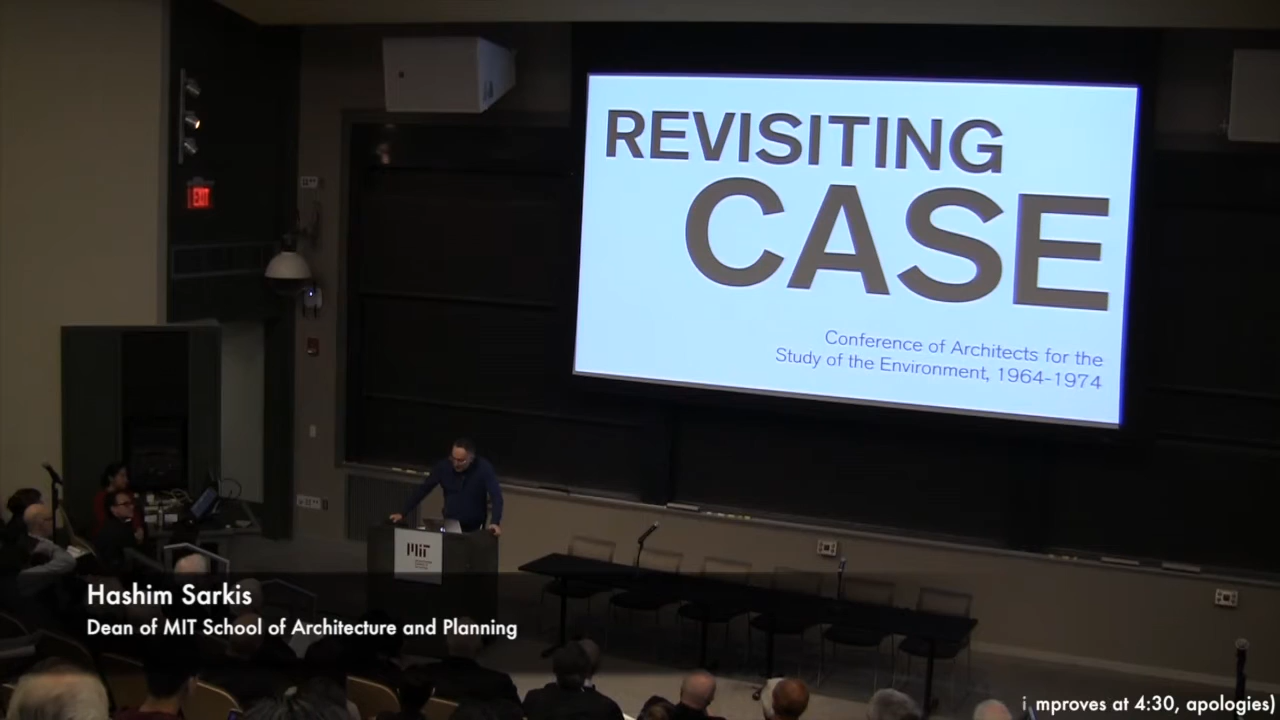 REVISITING
CASE
Conference of Architects for the
Study of the Environment, 1964-1974
EXIT
MIT
Hashim Sarkis
Dean of MIT School of Architecture and Planning
i mproves at 4:30, apologies)